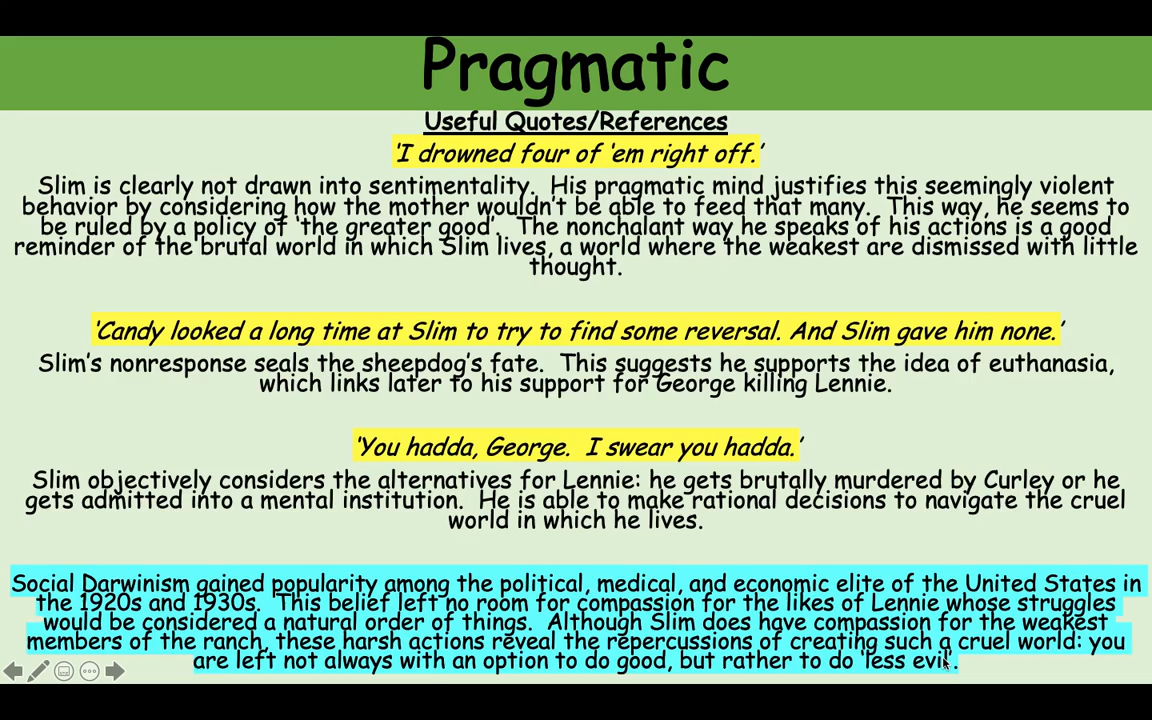 Pragmatic
Useful Quotes/References
‘I drowned four of ‘em right off.’
Slim is clearly not drawn into sentimentality.  His pragmatic mind justifies this seemingly violent
behavior by considering how the mother wouldn’t be able to feed that many.  This way, he seems to
be ruled by a policy of ‘the greater good’.  The nonchalant way he speaks of his actions is a good
reminder of the brutal world in which Slim lives, a world where the weakest are dismissed with little
thought.
‘Candy looked a long time at Slim to try to find some reversal. And Slim gave him none.’
Slim’s nonresponse seals the sheepdog’s fate.  This suggests he supports the idea of euthanasia,
which links later to his support for George killing Lennie.
‘You hadda, George.  I swear you hadda.’
Slim objectively considers the alternatives for Lennie: he gets brutally murdered by Curley or he
gets admitted into a mental institution.  He is able to make rational decisions to navigate the cruel
world in which he lives.
Social Darwinism gained popularity among the political, medical, and economic elite of the United States in
the 1920s and 1930s.  This belief left no room for compassion for the likes of Lennie whose struggles
would be considered a natural order of things.  Although Slim does have compassion for the weakest
members of the ranch, these harsh actions reveal the repercussions of creating such a cruel world: you
are left not always with an option to do good, but rather to do ‘less evil’.